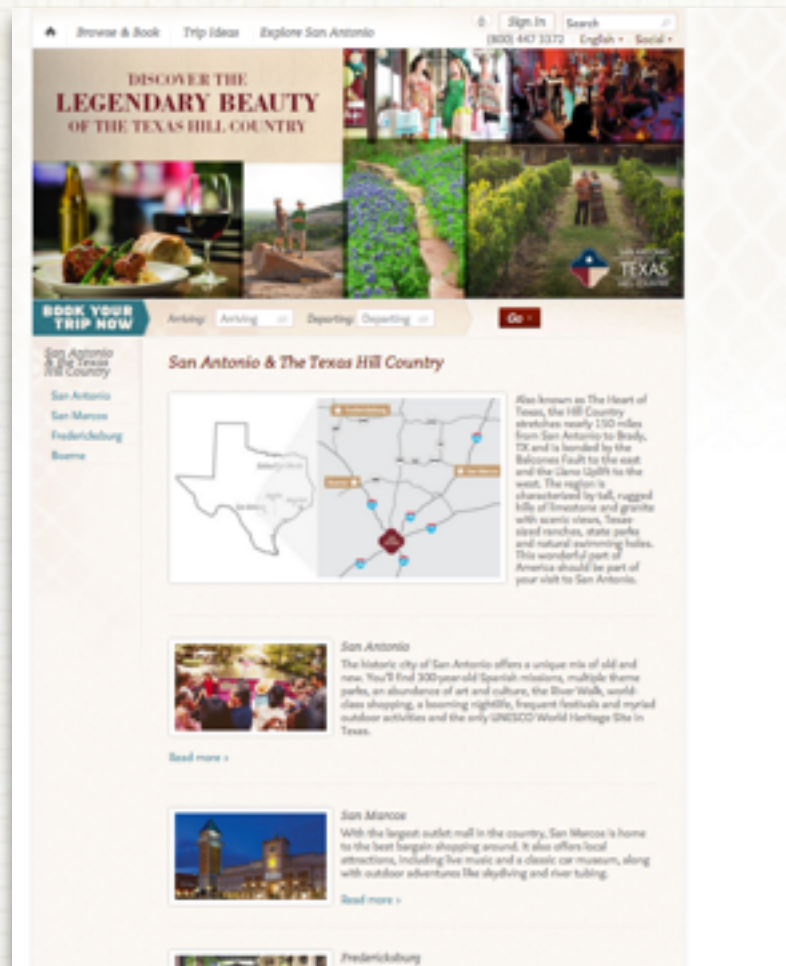 Browse & Book Trip Ideas Explore San Antonio
0 Sign In Search
(800) 447 3372 English Social
DISCOVER THE
LEGENDARY BEAUTY
OF THE TEXAS HILL COUNTRY
SAN ANTONIO
TEXAS
HILL COUNTRY
BOOK YOUR
TRIP NOW
Arriving: Arriving Departing: Departing Go
San Antonio
& the Texas
Hill Country
San Antonio
San Marcos
Fredericksburg
Boerne
San Antonio & The Texas Hill Country
Also known as The Heart of
Texas, the Hill Country
stretches nearly 150 miles
from San Antonio to Brady,
TX and is bonded by the
Balcones Fault to the east
and the Llano Uplift to the
west. The region is
characterized by tall, rugged
hills of limestone and granite
with scenic views, Texas-
sized ranches, state parks
and natural swimming holes.
This wonderful part of
America should be part of
your visit to San Antonio.
Fredericksburg
San Marcos
Boerne
San Antonio
The historic city of San Antonio offers a unique mix of old and
new. You'll find 300-year-old Spanish missions, multiple theme
parks, an abundance of art and culture, the River Walk, world-
class shopping, a booming nightlife, frequent festivals and myriad
outdoor activities and the only UNESCO World Heritage Site in
Texas.
Read more >
San Marcos
With the largest outlet mall in the country, San Marcos is home
to the best bargain shopping around. It also offers local
attractions, including live music and a classic car museum, along
with outdoor adventures like skydiving and river tubing.
Read more >
Fredericksburg